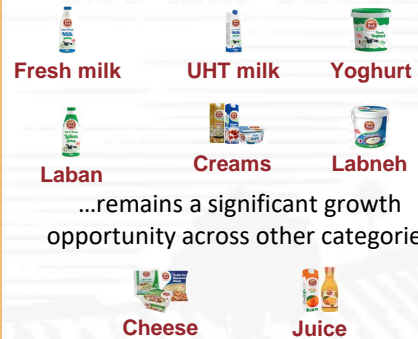 Fresh milk UHT milk Yoghurt
Laban Creams Labneh
...remains a significant growth
opportunity across other categorie
Cheese Juice